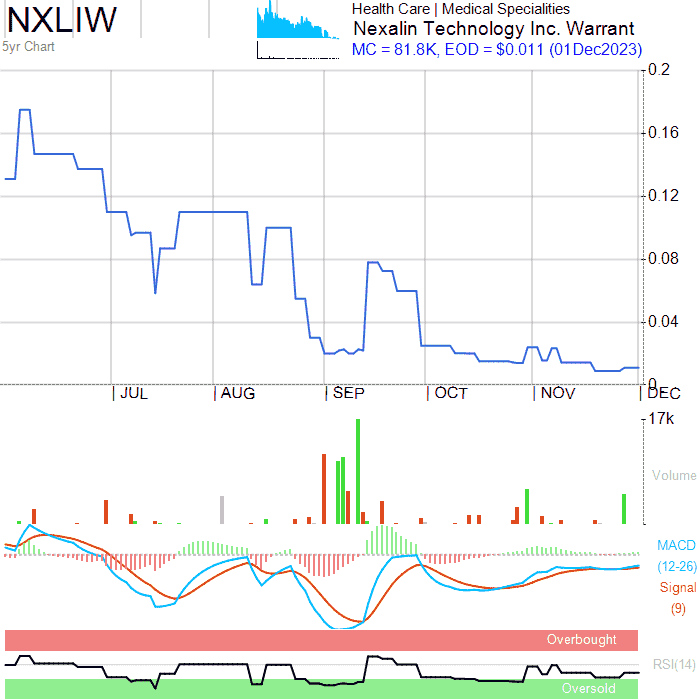 NXLIW
Health Care | Medical Specialities
Nexalin Technology Inc. Warrant
5yr Chart
MC = 81.8K, EOD = $0.011 (01Dec2023)
0.2
0.16
0.12
0.08
0.04
0
JUL AUG SEP OCT NOV DEC
17k
Volume
MACD
(12-26)
Signal
(9)
Overbought
RSI(14)
Oversold